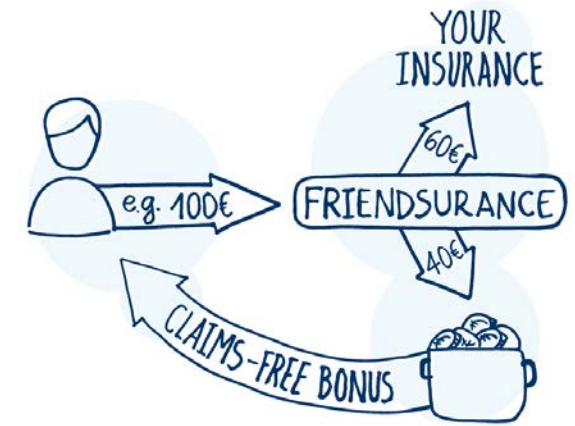 YOUR
INSURANCE
60€
e.g. 100€
FRIENDSURANCE
40€
CLAIMS-FREE BONUS